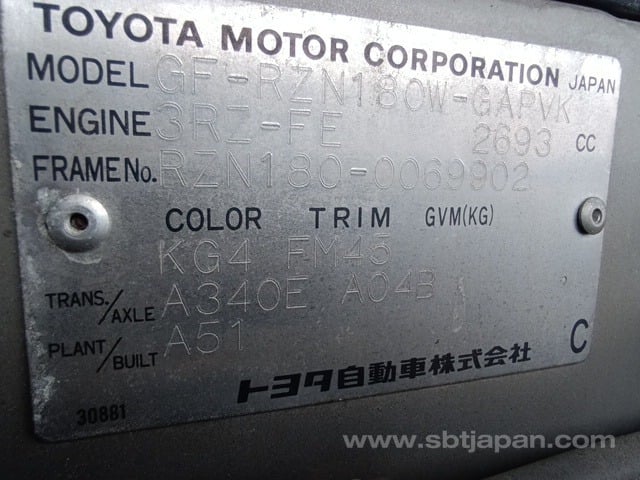 TOYOTA MOTOR CORPORATION JAPAN
MODEL GF-RZN180W-GAPVK
ENGINE 3RZ-FE 2693 CC
FRAME No. RZN180-0069902
COLOR TRIM GVM(KG)
KG4 FM45
TRANS./AXLE A340E A04B
PLANT/BUILT A51
C
トヨタ自動車株式会社
30881
www.sbtjapan.com